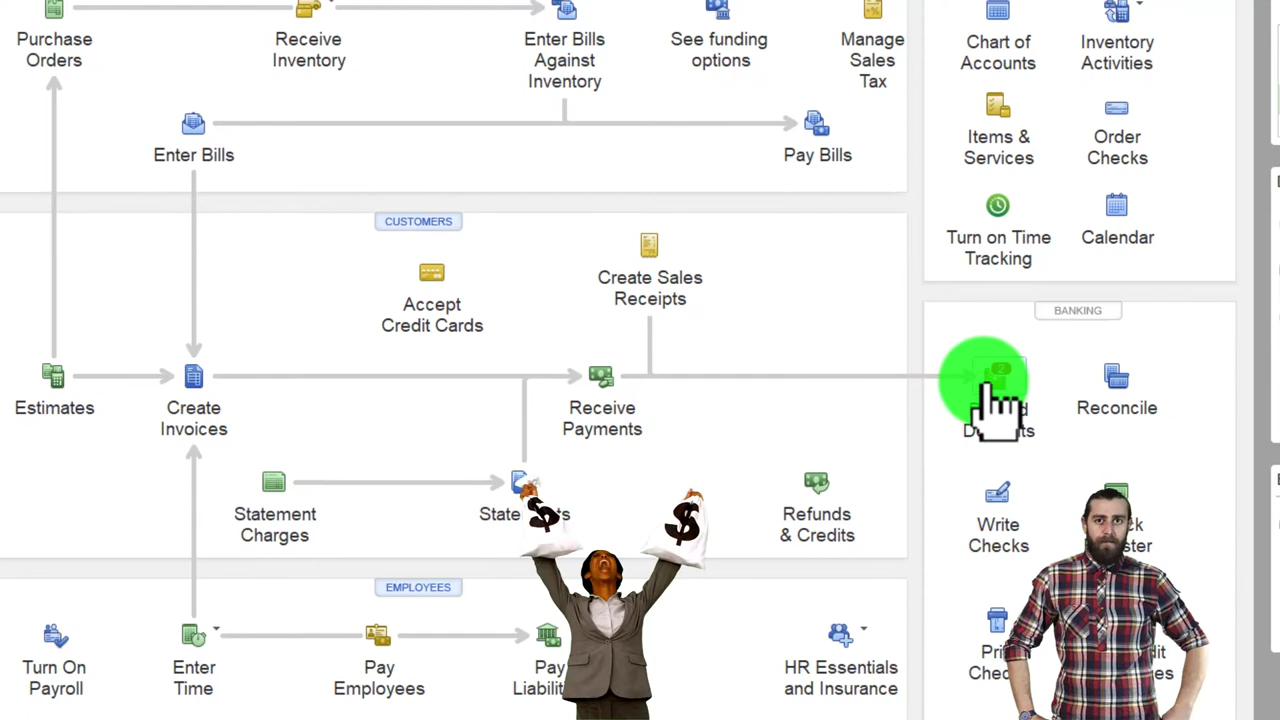 Purchase
Orders
Receive
Inventory
Enter Bills
Against
Inventory
See funding
options
Manage
Sales
Tax
Enter Bills
Pay Bills
CUSTOMERS
Create Sales
Receipts
Accept
Credit Cards
Estimates
Create
Invoices
Receive
Payments
Statement
Charges
Refunds
& Credits
EMPLOYEES
Turn On
Payroll
Enter
Time
Pay
Employees
Pay
HR Essentials
and Insurance
Chart of
Accounts
Inventory
Activities
Items &
Services
Order
Checks
Turn on Time
Tracking
Calendar
BANKING
2
Reconcile
Write
Checks
$
$